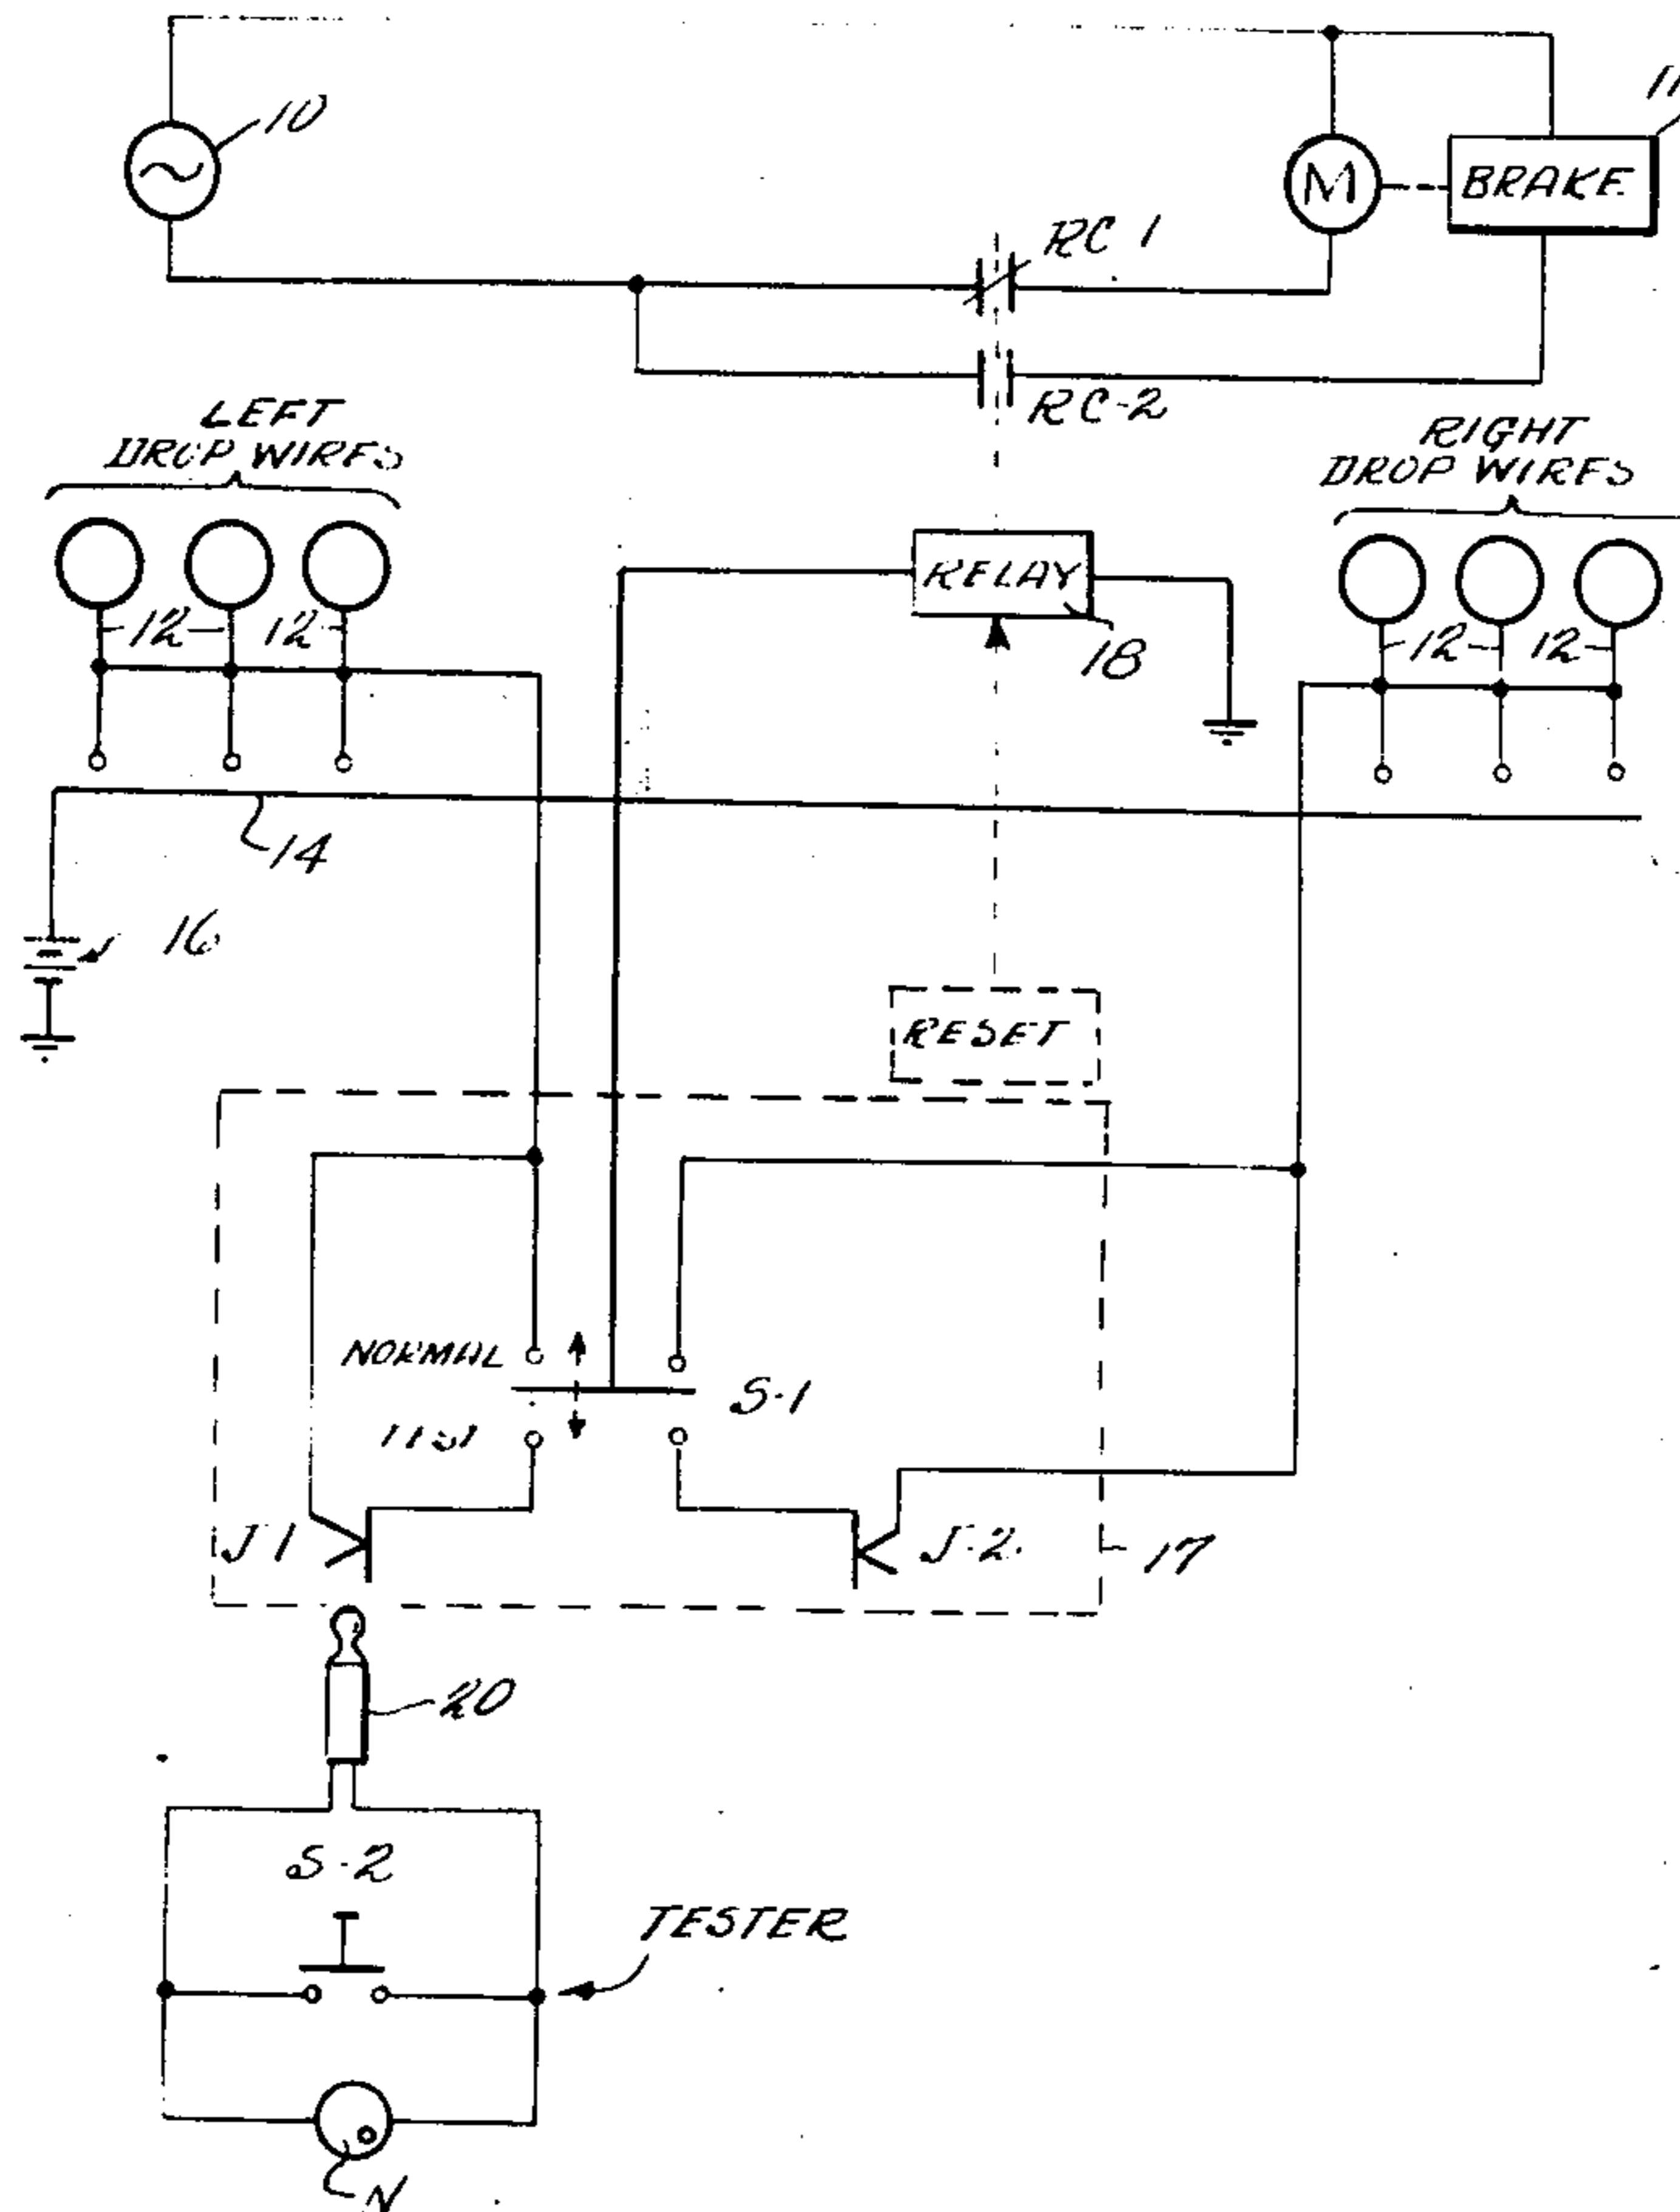 10
11
M
BRAKE
RC 1
RC-2
LEFT
DROP WIRES
RIGHT
DROP WIRES
12
12
RELAY
18
12
12
14
16
RESET
NORMAL
S-1
J1
J-2
17
20
S-2
TESTER
N